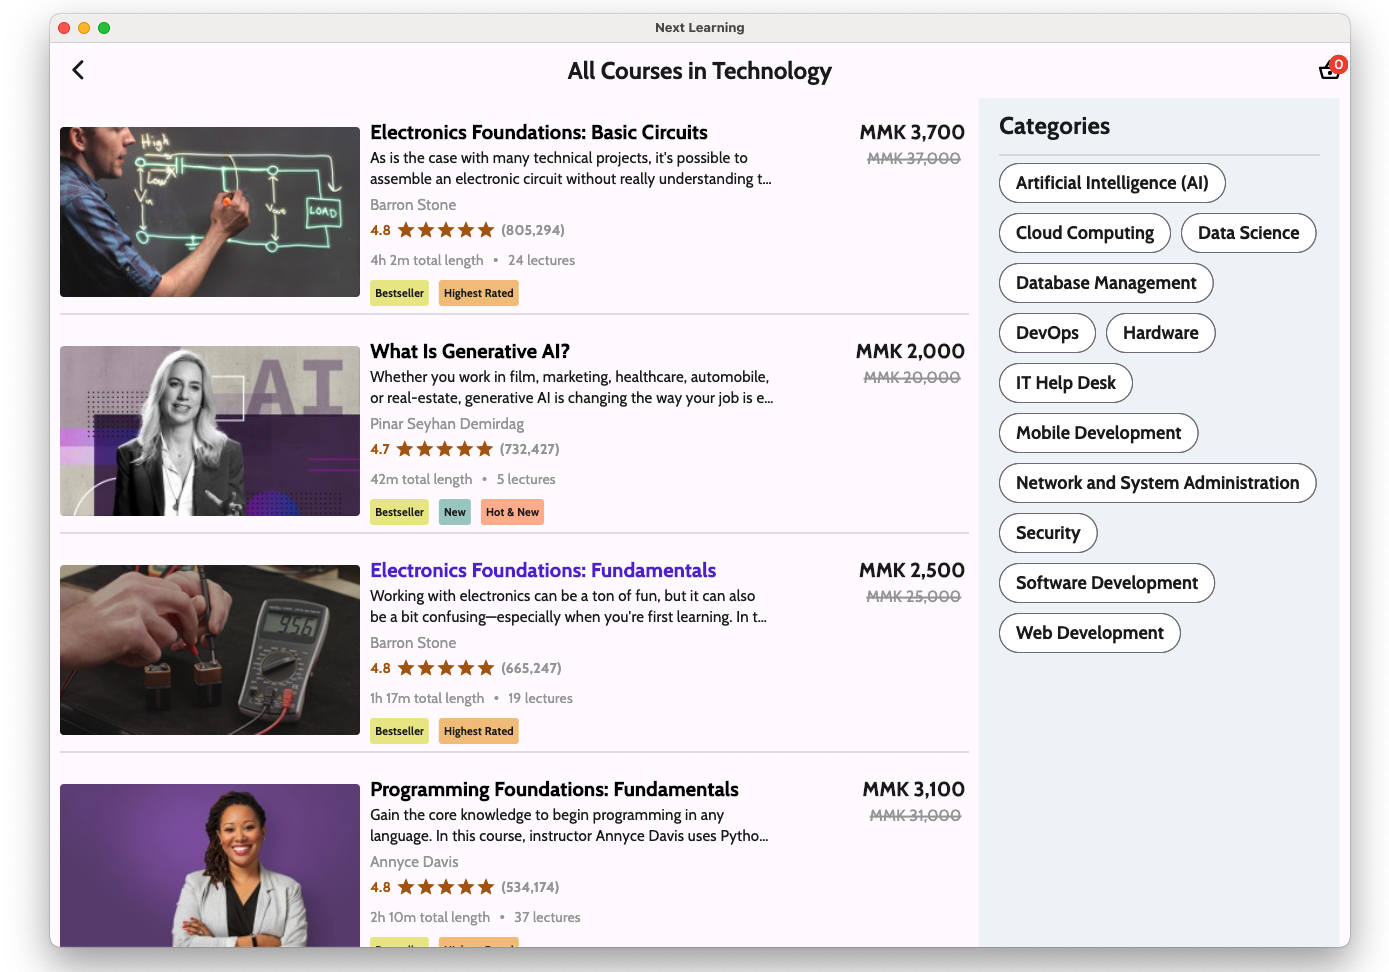 Next Learning
All Courses in Technology
0
High
Low
Vin
Vout
LOAD
Electronics Foundations: Basic Circuits
MMK 3,700
As is the case with many technical projects, it's possible to
MMK 37,000
assemble an electronic circuit without really understanding t...
Barron Stone
4.8 ★★★★★ (805,294)
4h 2m total length • 24 lectures
Bestseller Highest Rated
AI
What Is Generative AI?
MMK 2,000
Whether you work in film, marketing, healthcare, automobile,
MMK 20,000
or real-estate, generative AI is changing the way your job is e...
Pinar Seyhan Demirdag
4.7 ★★★★★ (732,427)
42m total length • 5 lectures
Bestseller New Hot & New
956
Electronics Foundations: Fundamentals
MMK 2,500
Working with electronics can be a ton of fun, but it can also
MMK 25,000
be a bit confusing—especially when you're first learning. In t...
Barron Stone
4.8 ★★★★★ (665,247)
1h 17m total length • 19 lectures
Bestseller Highest Rated
Programming Foundations: Fundamentals
MMK 3,100
Gain the core knowledge to begin programming in any
MMK 31,000
language. In this course, instructor Annyce Davis uses Pytho...
Annyce Davis
4.8 ★★★★★ (534,174)
2h 10m total length • 37 lectures
Categories
Artificial Intelligence (AI)
Cloud Computing Data Science
Database Management
DevOps Hardware
IT Help Desk
Mobile Development
Network and System Administration
Security
Software Development
Web Development